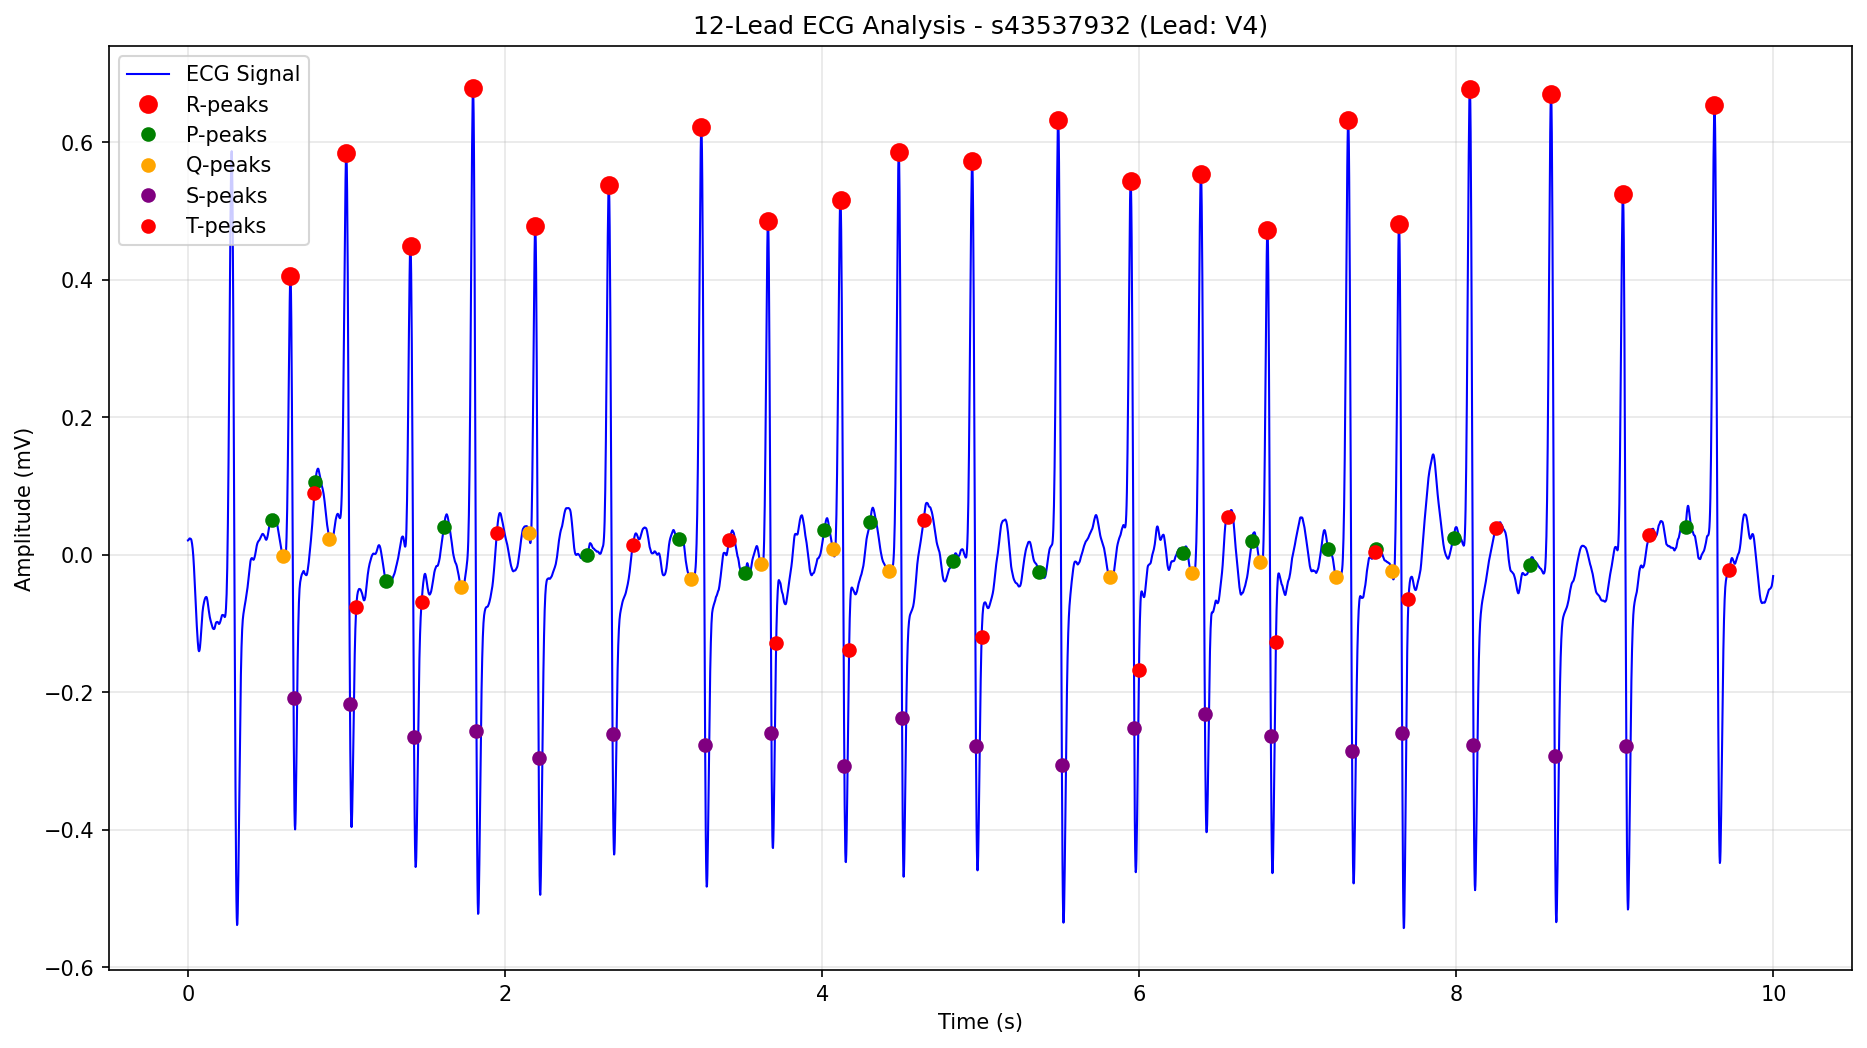 12-Lead ECG Analysis - s43537932 (Lead: V4)
ECG Signal
R-peaks
P-peaks
Q-peaks
S-peaks
T-peaks
Amplitude (mV)
0.6
0.4
0.2
0.0
−0.2
−0.4
−0.6
0 2 4 6 8 10
Time (s)